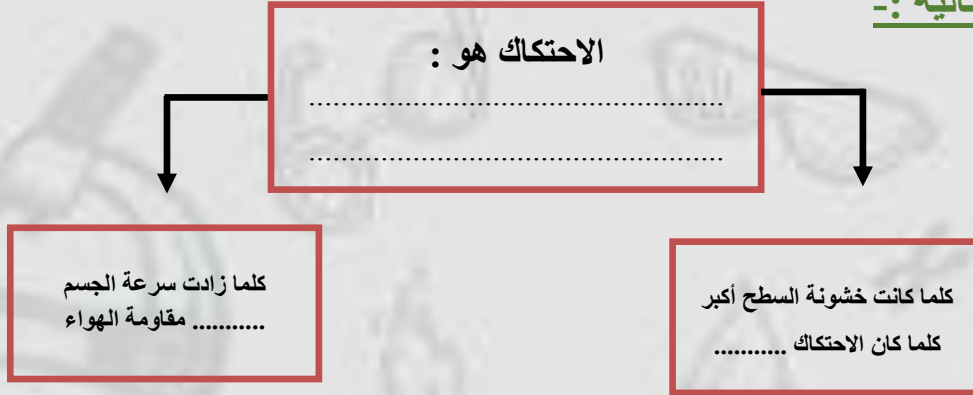 الاحتكاك هو :
......................................................
......................................................
كلما كانت خشونة السطح أكبر
كلما كان الاحتكاك ...........
كلما زادت سرعة الجسم
........... مقاومة الهواء